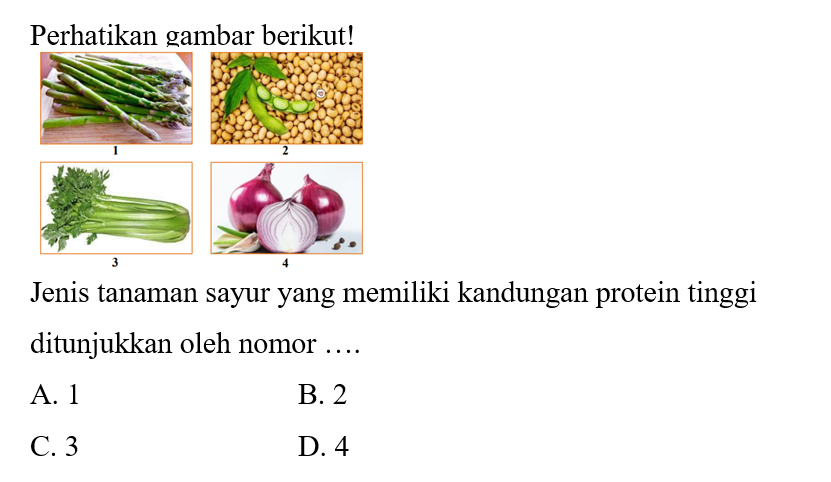 Perhatikan gambar berikut!
1
2
3
4
Jenis tanaman sayur yang memiliki kandungan protein tinggi
ditunjukkan oleh nomor ….
A. 1
B. 2
C. 3
D. 4